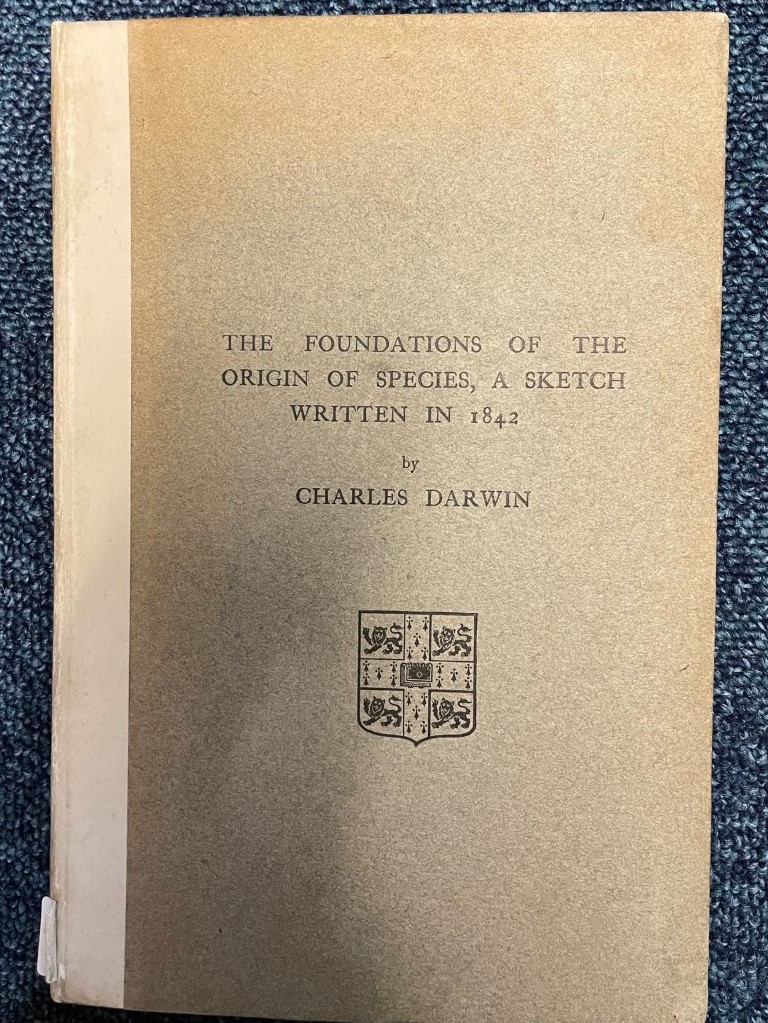 THE FOUNDATIONS OF THE
ORIGIN OF SPECIES, A SKETCH
WRITTEN IN 1842
by
CHARLES DARWIN